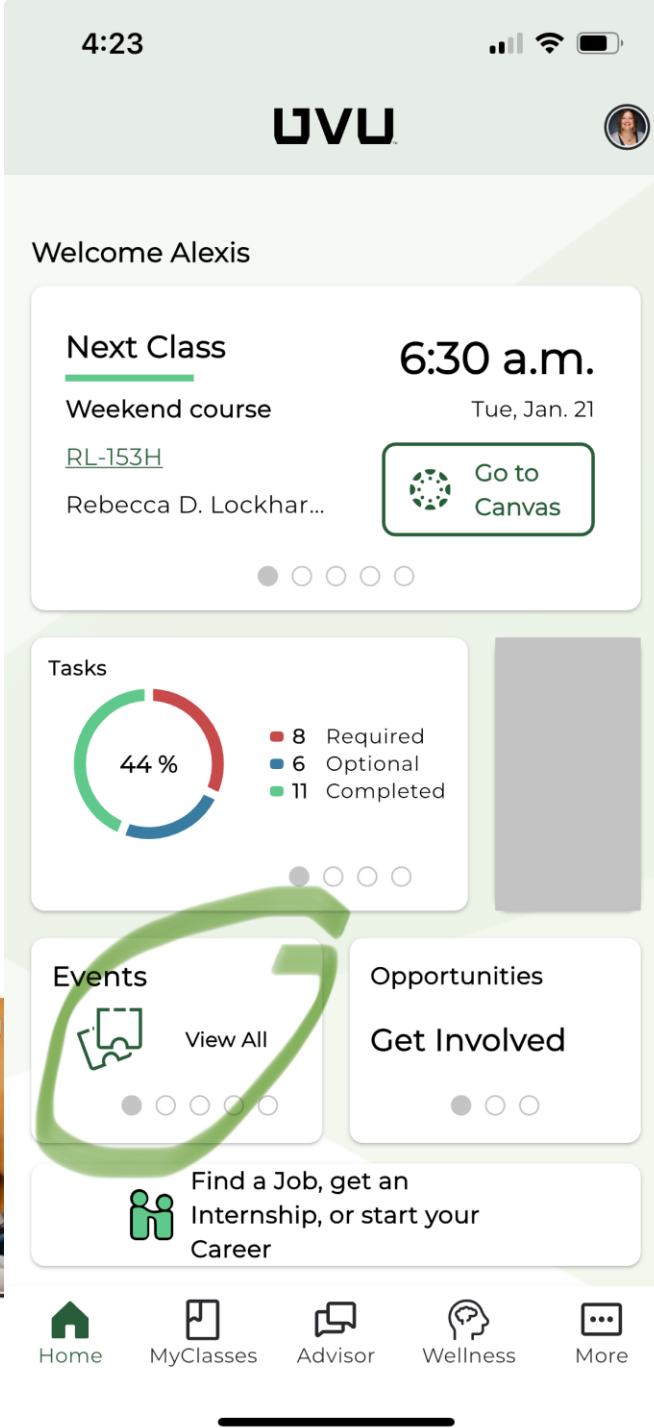 4:23
UVU
Welcome Alexis
Next Class
6:30 a.m.
Weekend course
Tue, Jan. 21
RL-153H
Go to
Canvas
Rebecca D. Lockhar...
Tasks
44 %
8 Required
6 Optional
11 Completed
Events
View All
Opportunities
Get Involved
Find a Job, get an
Internship, or start your
Career
Home
MyClasses
Advisor
Wellness
More